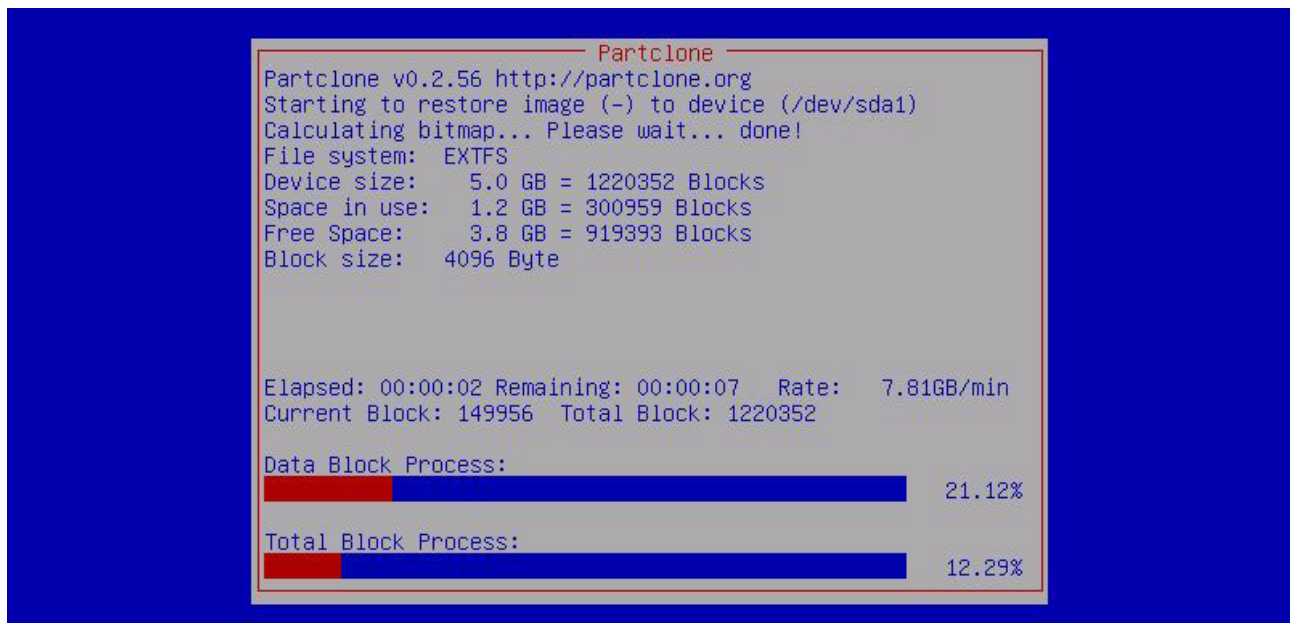 Partclone
Partclone v0.2.56 http://partclone.org
Starting to restore image (-) to device (/dev/sda1)
Calculating bitmap... Please wait... done!
File system:  EXTFS
Device size:    5.0 GB = 1220352 Blocks
Space in use:   1.2 GB = 300959 Blocks
Free Space:     3.8 GB = 919393 Blocks
Block size:   4096 Byte
Elapsed: 00:00:02 Remaining: 00:00:07   Rate:   7.81GB/min
Current Block: 149956  Total Block: 1220352
Data Block Process:
21.12%
Total Block Process:
12.29%